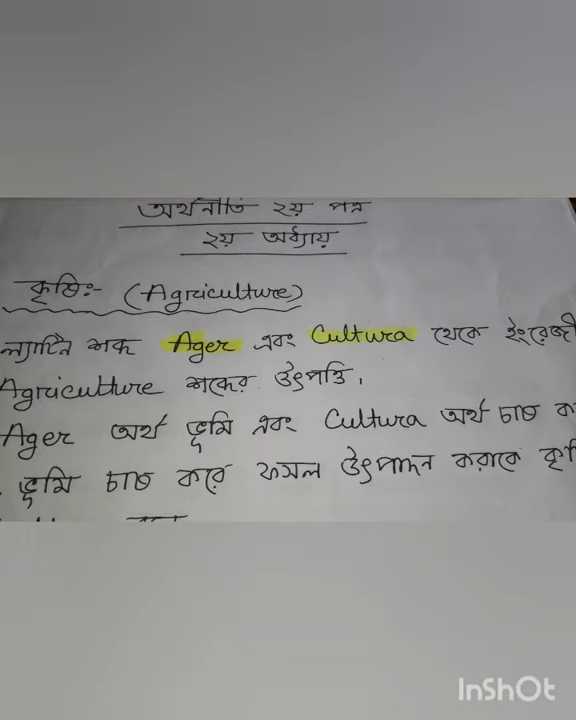 অর্থনীতি ২য় পত্র
২য় অধ্যায়
কৃষিঃ- (Agriculture)
ল্যাটিন শব্দ Ager এবং Cultura থেকে ইংরেজী
Agriculture শব্দের উৎপত্তি।
Ager অর্থ ভূমি এবং Cultura অর্থ চাষ ক
ভূমি চাষ করে ফসল উৎপাদন করাকে কৃষি
InShOt